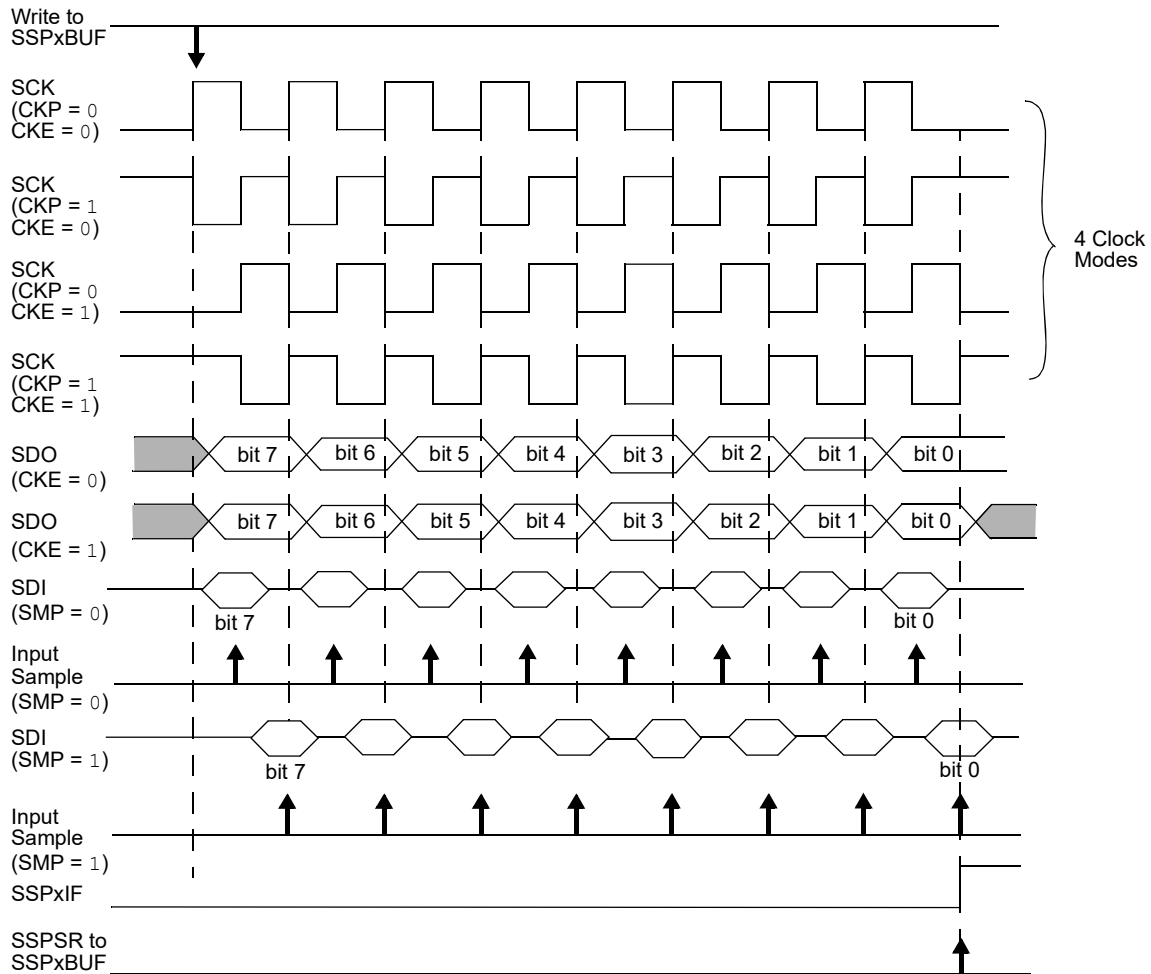 Write to
SSPxBUF
SCK
(CKP = 0
CKE = 0)
SCK
(CKP = 1
CKE = 0)
SCK
(CKP = 0
CKE = 1)
SCK
(CKP = 1
CKE = 1)
4 Clock
Modes
SDO
(CKE = 0)
bit 7 bit 6 bit 5 bit 4 bit 3 bit 2 bit 1 bit 0
SDO
(CKE = 1)
bit 7 bit 6 bit 5 bit 4 bit 3 bit 2 bit 1 bit 0
SDI
(SMP = 0)
bit 7 bit 0
Input
Sample
(SMP = 0)
SDI
(SMP = 1)
bit 7 bit 0
Input
Sample
(SMP = 1)
SSPxIF
SSPSR to
SSPxBUF